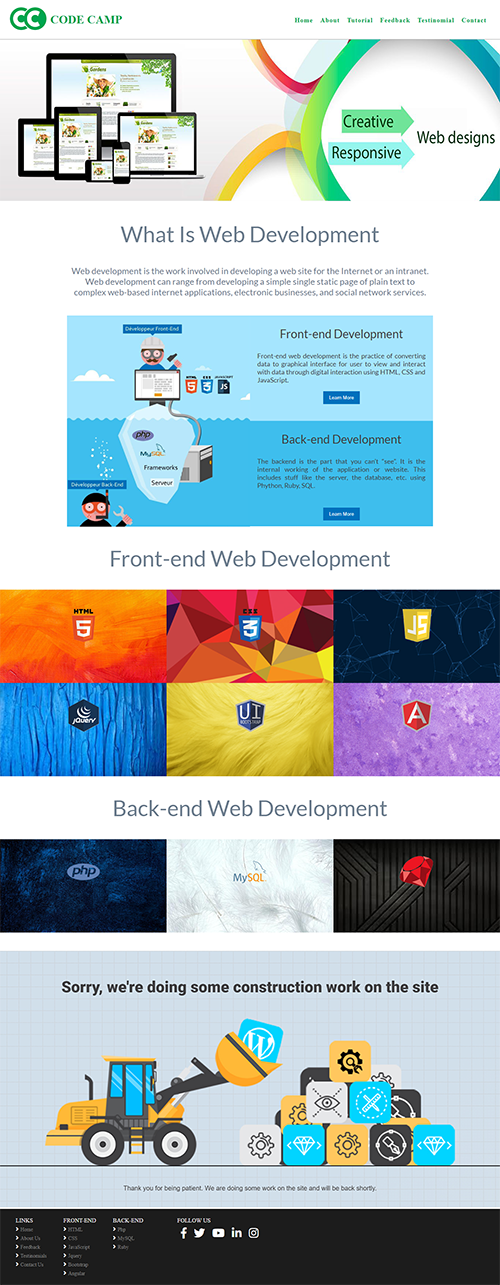 CC CODE CAMP
Home About Tutorial Feedback Testinomial Contact
Creative
Responsive
Web designs
What Is Web Development
Web development is the work involved in developing a web site for the Internet or an intranet.
Web development can range from developing a simple single static page of plain text to
complex web-based internet applications, electronic businesses, and social network services.
Développeur Front-End
HTML CSS JAVASCRIPT
5 3 JS
Front-end Development
Front-end web development is the practice of converting
data to graphical interface for user to view and interact
with data through digital interaction using HTML, CSS and
JavaScript.
Learn More
php
MySQL
Frameworks
Serveur
Développeur Back-End
Back-end Development
The backend is the part that you can't "see". It is the
internal working of the application or website. This
includes stuff like the server, the database, etc. using
Phython, Ruby, SQL.
Learn More
Front-end Web Development
HTML
5
CSS
3
JS
jQuery
UI
BOOTSTRAP
A
Back-end Web Development
php
MySQL
Sorry, we're doing some construction work on the site
Thank you for being patient. We are doing some work on the site and will be back shortly.
LINKS
Home
About Us
Feedback
Testimonials
Contact Us
FRONT-END
HTML
CSS
JavaScript
Jquery
Bootstrap
Angular
BACK-END
Php
MySQL
Ruby
FOLLOW US